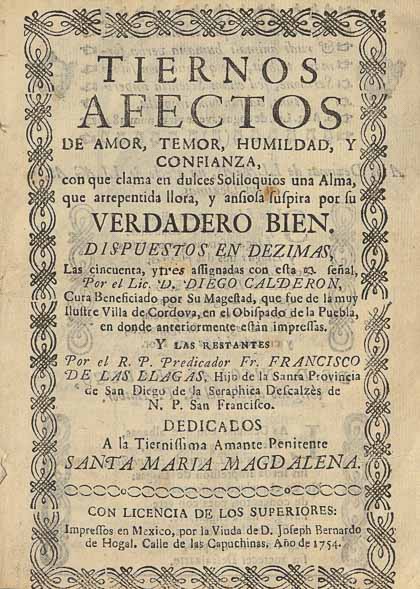 TIERNOS
AFECTOS
DE AMOR, TEMOR, HUMILDAD, Y
CONFIANZA,
con que clama en dulces Soliloquios una Alma,
que arrepentida llora, y ansiosa suspira por su
VERDADERO BIEN.
DISPUESTOS EN DEZIMAS,
Las cincuenta, y tres assignadas con esta señal,
Por el Lic. D. DIEGO CALDERON,
Cura Beneficiado por Su Magestad, que fue de la muy
Ilustre Villa de Cordova, en el Obispado de la Puebla,
en donde anteriormente están impressas.
Y LAS RESTANTES
Por el R. P. Predicador Fr. FRANCISCO
DE LAS LLAGAS, Hijo de la Santa Provincia
de San Diego de la Seraphica Descalzès de
N. P. San Francisco.
DEDICADOS
A la Tiernissima Amante Penitente
SANTA MARIA MAGDALENA.
CON LICENCIA DE LOS SUPERIORES:
Impressos en Mexico, por la Viuda de D. Joseph Bernardo
de Hogal. Calle de las Capuchinas, Año de 1754.